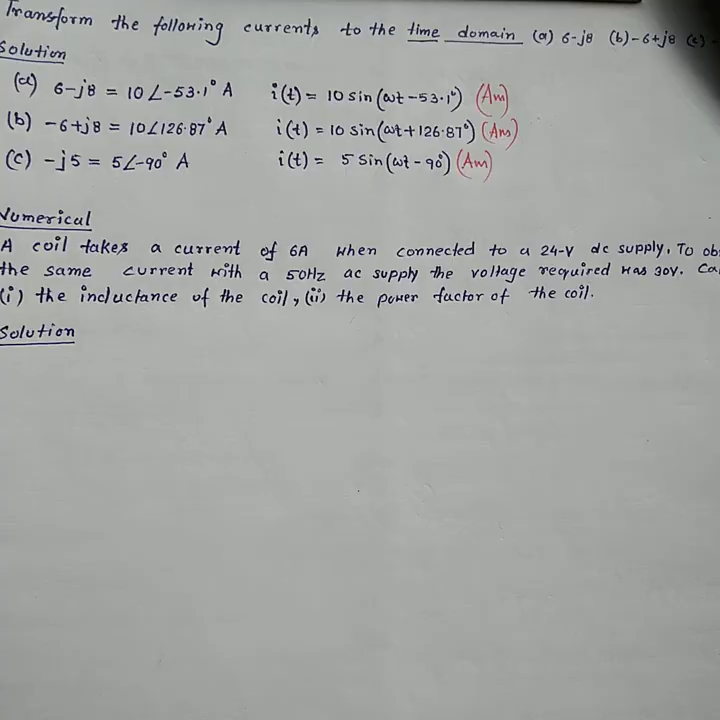 Transform the following currents to the time domain (a) 6-j8 (b) -6+j8 (c) -
Solution
(a) 6-j8 = 10∠-53.1° A i(t) = 10 sin(ωt-53.1°) (Ans)
(b) -6+j8 = 10∠126.87° A i(t) = 10 sin(ωt+126.87°) (Ans)
(c) -j5 = 5∠-90° A i(t) = 5 sin(ωt-90°) (Ans)
Numerical
A coil takes a current of 6A when connected to a 24-V dc supply. To
the same current with a 50Hz ac supply the voltage required was 30V.
(i) the inductance of the coil, (ii) the power factor of the coil.
Solution